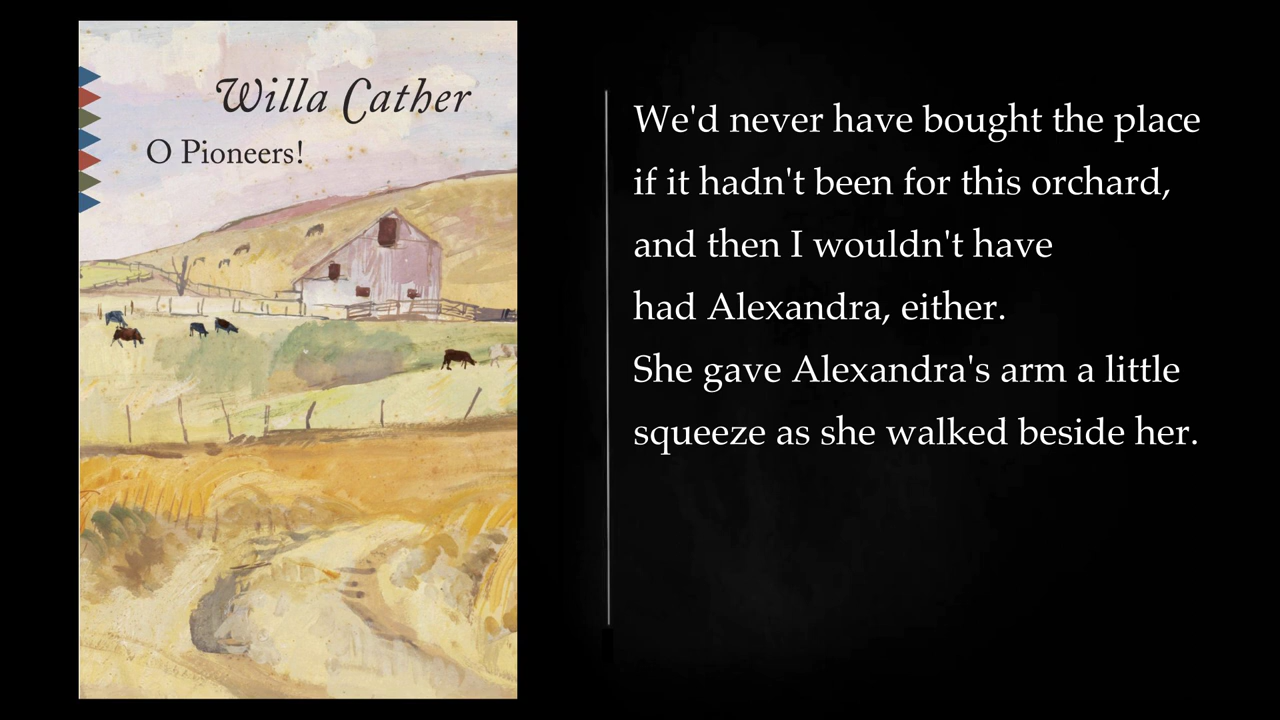 Willa Cather
O Pioneers!
We'd never have bought the place
if it hadn't been for this orchard,
and then I wouldn't have
had Alexandra, either.
She gave Alexandra's arm a little
squeeze as she walked beside her.